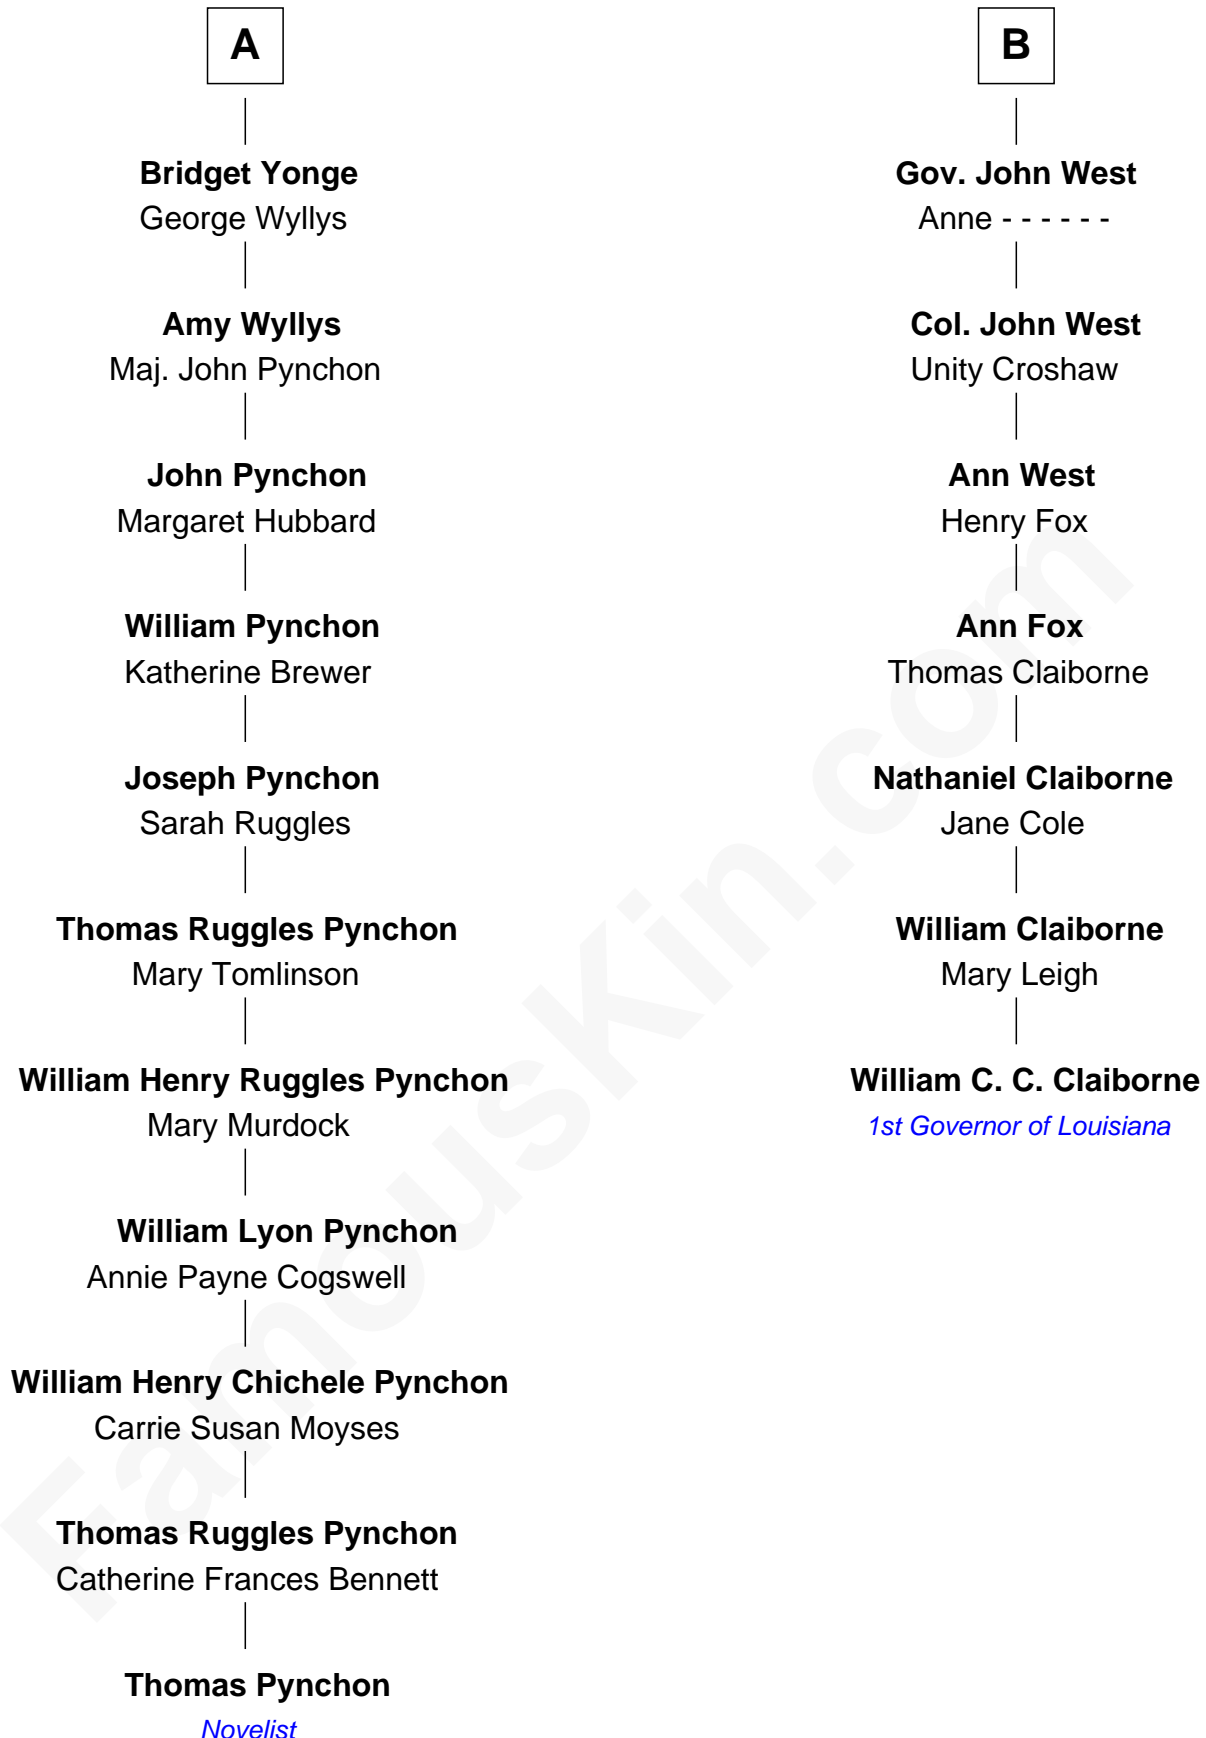 A
Bridget Yonge
George Wyllys
Amy Wyllys
Maj. John Pynchon
John Pynchon
Margaret Hubbard
William Pynchon
Katherine Brewer
Joseph Pynchon
Sarah Ruggles
Thomas Ruggles Pynchon
Mary Tomlinson
William Henry Ruggles Pynchon
Mary Murdock
William Lyon Pynchon
Annie Payne Cogswell
William Henry Chichele Pynchon
Carrie Susan Moyses
Thomas Ruggles Pynchon
Catherine Frances Bennett
Thomas Pynchon
Novelist
B
Gov. John West
Anne - - - - - -
Col. John West
Unity Croshaw
Ann West
Henry Fox
Ann Fox
Thomas Claiborne
Nathaniel Claiborne
Jane Cole
William Claiborne
Mary Leigh
William C. C. Claiborne
1st Governor of Louisiana
FamousKin.com